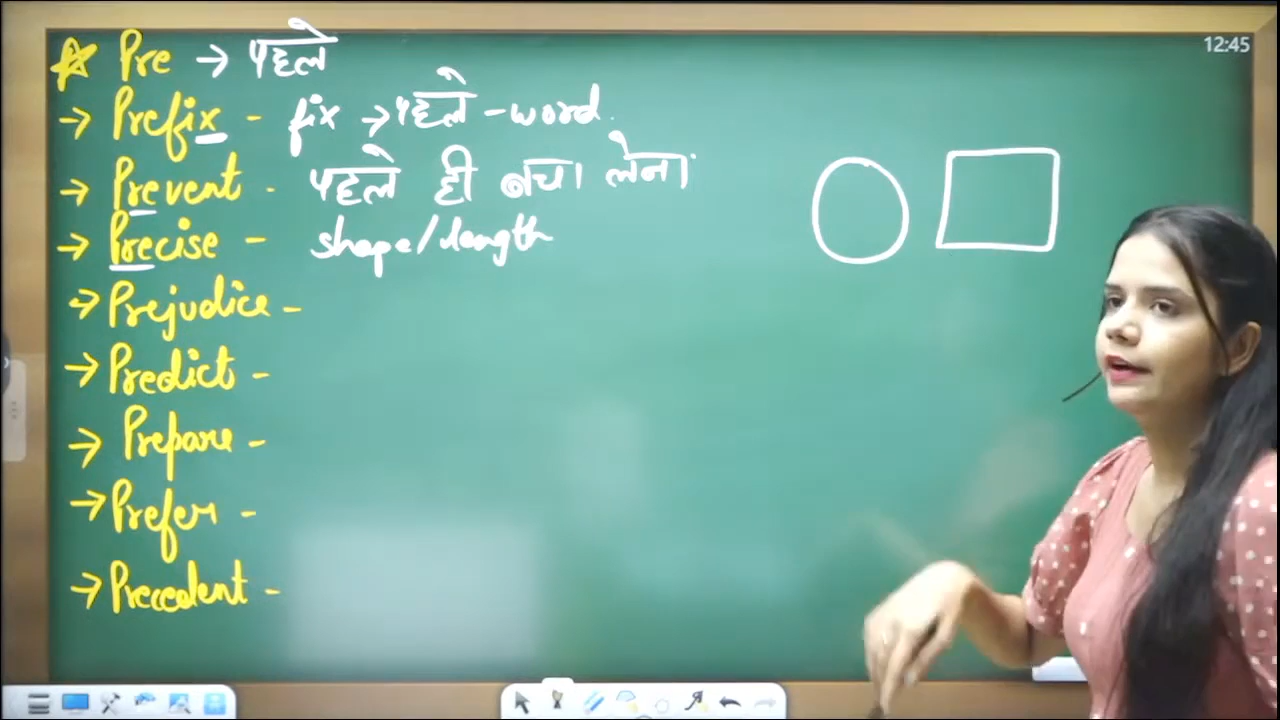 Pre → पहले
12:45
→ Prefix - fix → पहले - word.
→ Prevent - पहले ही बचा लेना
→ Precise - shape/length
→ Prejudice -
→ Predict -
→ Prepare -
→ Prefer -
→ Precedent -